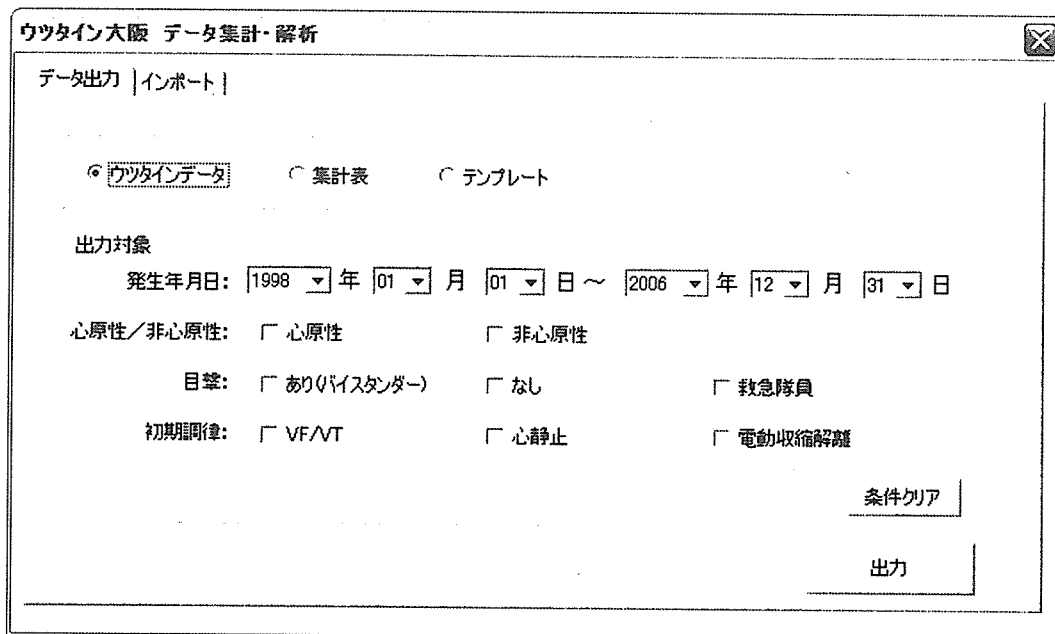 ウツタイン大阪 データ集計・解析
データ出力 インポート
ウツタインデータ 集計表 テンプレート
出力対象
発生年月日: 1998 年 01 月 01 日 ～ 2006 年 12 月 31 日
心原性／非心原性: 心原性 非心原性
目撃: あり(バイスタンダー) なし 救急隊員
初期調律: VF/VT 心静止 電動収縮解離
条件クリア
出力